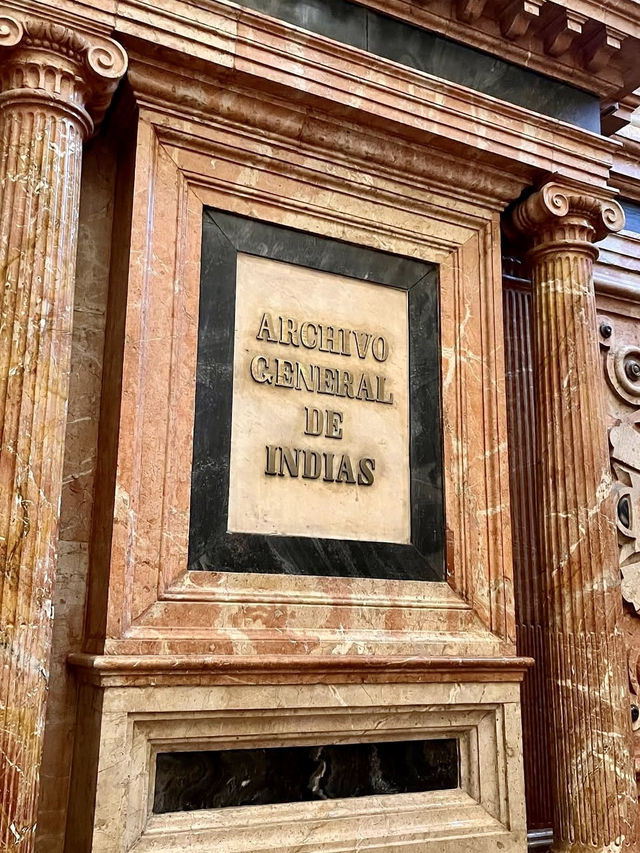 ARCHIVO
GENERAL
DE
INDIAS